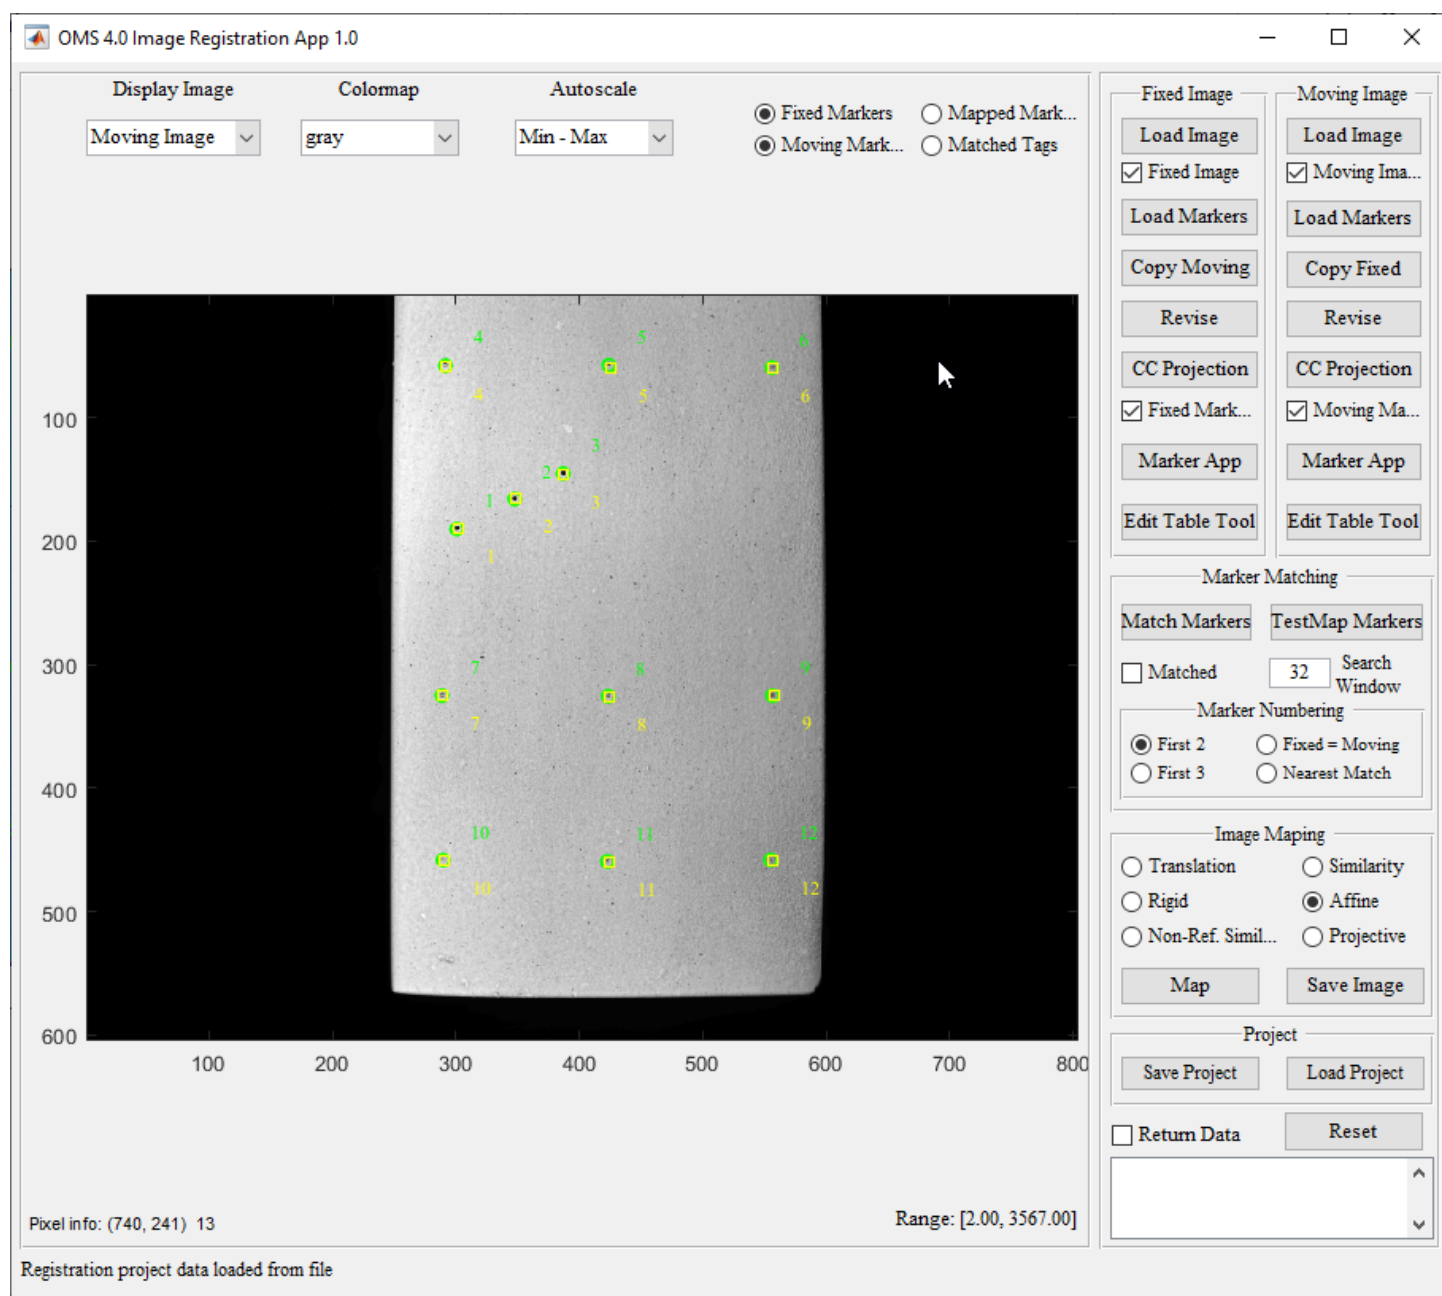 OMS 4.0 Image Registration App 1.0
Display Image
Colormap
Autoscale
Moving Image
gray
Min - Max
Fixed Markers
Mapped Mark...
Moving Mark...
Matched Tags
4
5
6
4
5
6
3
2
1
3
2
1
7
8
9
7
8
9
10
11
12
10
11
12
100
200
300
400
500
600
100 200 300 400 500 600 700 800
Pixel info: (740, 241) 13
Range: [2.00, 3567.00]
Registration project data loaded from file
Fixed Image
Load Image
Fixed Image
Load Markers
Copy Moving
Revise
CC Projection
Fixed Mark...
Marker App
Edit Table Tool
Moving Image
Load Image
Moving Ima...
Load Markers
Copy Fixed
Revise
CC Projection
Moving Ma...
Marker App
Edit Table Tool
Marker Matching
Match Markers
TestMap Markers
Matched
32
Search
Window
Marker Numbering
First 2
Fixed = Moving
First 3
Nearest Match
Image Maping
Translation
Similarity
Rigid
Affine
Non-Ref. Simil...
Projective
Map
Save Image
Project
Save Project
Load Project
Return Data
Reset